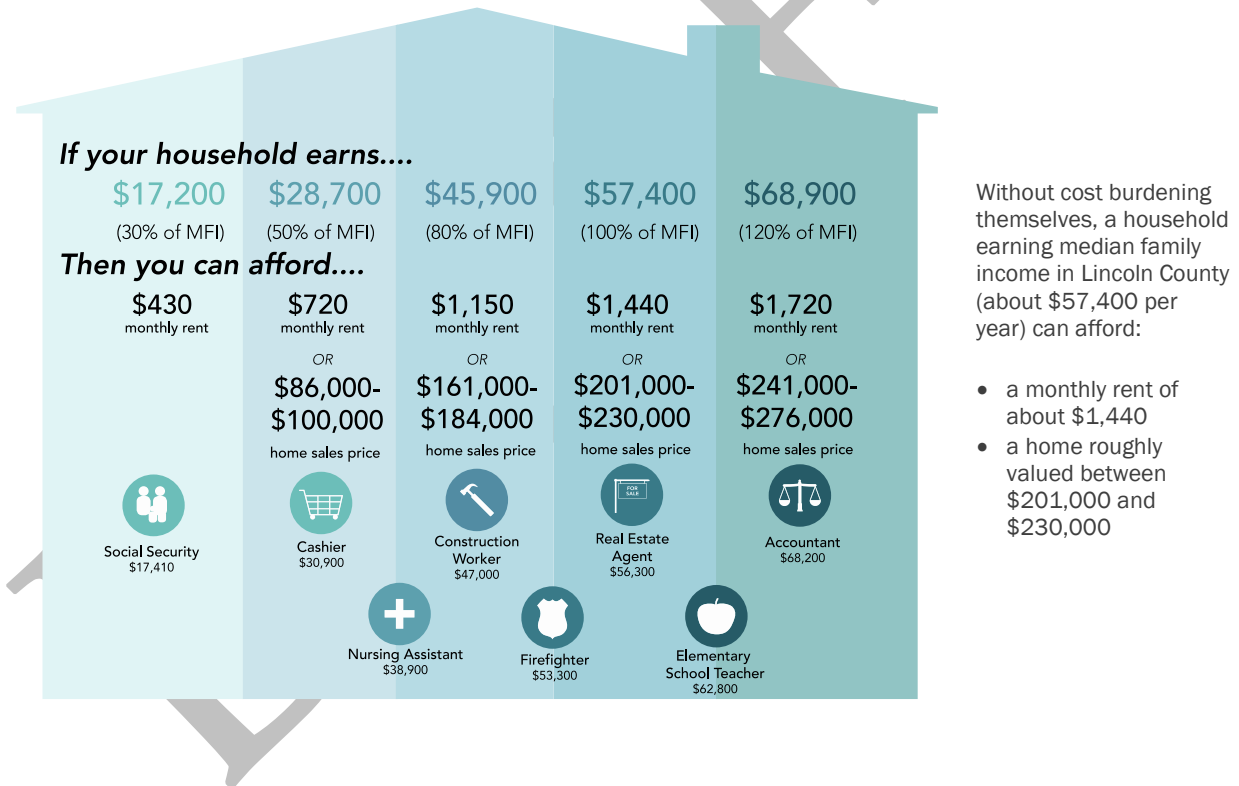 If your household earns....
$17,200 $28,700 $45,900 $57,400 $68,900
(30% of MFI) (50% of MFI) (80% of MFI) (100% of MFI) (120% of MFI)
Then you can afford....
$430 $720 $1,150 $1,440 $1,720
monthly rent monthly rent monthly rent monthly rent monthly rent
OR OR OR OR
$86,000- $161,000- $201,000- $241,000-
$100,000 $184,000 $230,000 $276,000
home sales price home sales price home sales price home sales price
Social Security
$17,410
Cashier
$30,900
Construction
Worker
$47,000
FOR
SALE
Real Estate
Agent
$56,300
Accountant
$68,200
Nursing Assistant
$38,900
Firefighter
$53,300
Elementary
School Teacher
$62,800
Without cost burdening
themselves, a household
earning median family
income in Lincoln County
(about $57,400 per
year) can afford:
• a monthly rent of
about $1,440
• a home roughly
valued between
$201,000 and
$230,000